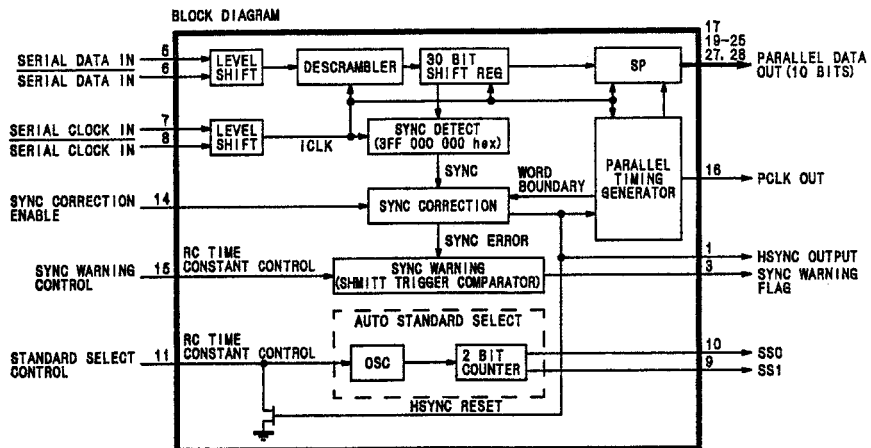 BLOCK DIAGRAM
17
19-25
27, 28
PARALLEL DATA
OUT (10 BITS)
SERIAL DATA IN
6
SERIAL DATA IN
6
LEVEL
SHIFT
DESCRAMBLER
30 BIT
SHIFT REG
SP
SERIAL CLOCK IN
7
SERIAL CLOCK IN
8
LEVEL
SHIFT
iCLK
SYNC DETECT
(3FF 000 000 hex)
SYNC
WORD
BOUNDARY
PARALLEL
TIMING
GENERATOR
16
PCLK OUT
SYNC CORRECTION
ENABLE
14
SYNC CORRECTION
SYNC ERROR
1
HSYNC OUTPUT
3
SYNC WARNING
FLAG
SYNC WARNING
CONTROL
15
RC TIME
CONSTANT CONTROL
SYNC WARNING
(SHMITT TRIGGER COMPARATOR)
AUTO STANDARD SELECT
STANDARD SELECT
CONTROL
11
RC TIME
CONSTANT CONTROL
OSC
2 BIT
COUNTER
10
SS0
9
SS1
HSYNC RESET